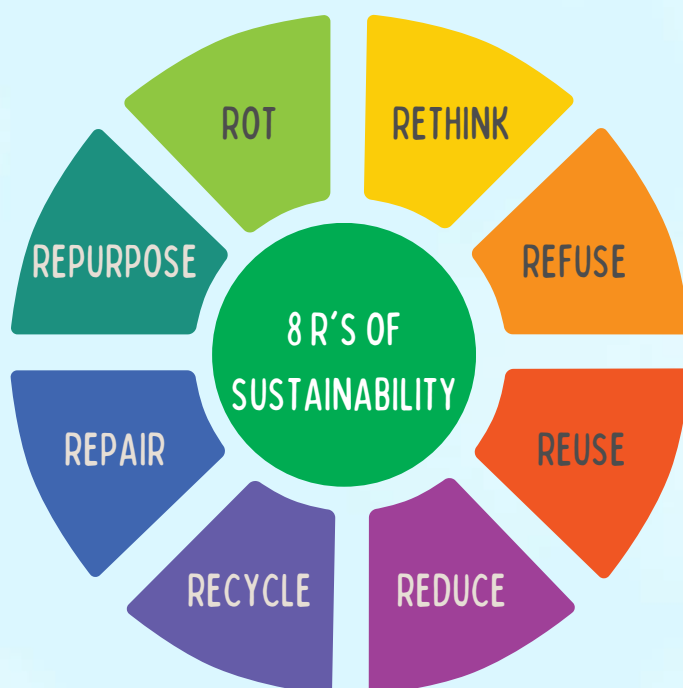 ROT
RETHINK
REPURPOSE
REFUSE
8 R'S OF
SUSTAINABILITY
REPAIR
REUSE
RECYCLE
REDUCE